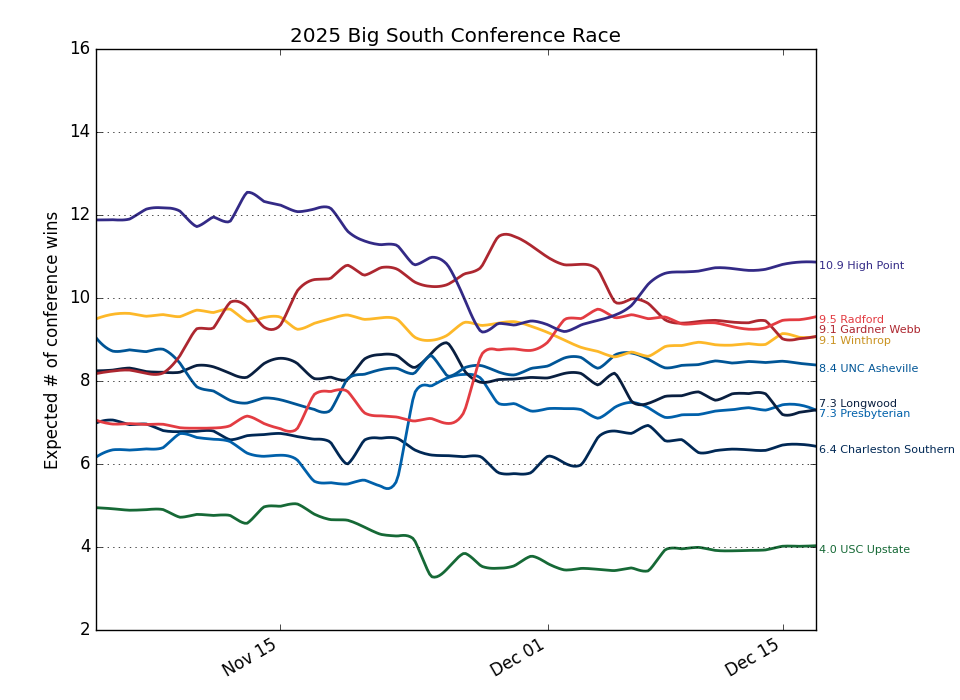 2025 Big South Conference Race
Expected # of conference wins
16
14
12
10
8
6
4
2
Nov 15
Dec 01
Dec 15
10.9 High Point
9.5 Radford
9.1 Gardner Webb
9.1 Winthrop
8.4 UNC Asheville
7.3 Longwood
7.3 Presbyterian
6.4 Charleston Southern
4.0 USC Upstate